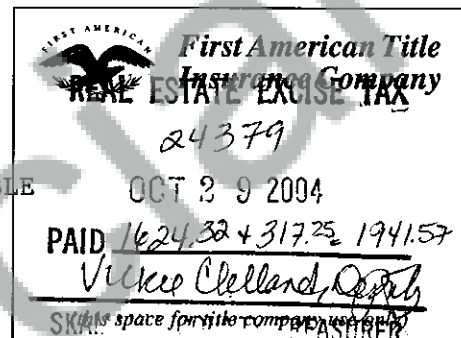 FIRST AMERICAN
First American Title
Insurance Company
REAL ESTATE EXCISE TAX
24379
OCT 29 2004
PAID 1624.32 + 317.25 = 1941.57
Vickie Clelland, Deputy
this space for title company use only